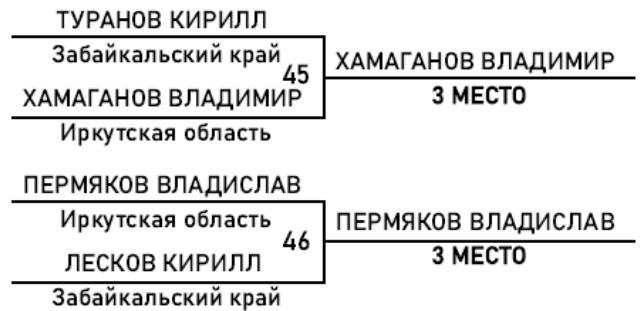 ТУРАНОВ КИРИЛЛ
Забайкальский край
45
ХАМАГАНОВ ВЛАДИМИР
Иркутская область
ХАМАГАНОВ ВЛАДИМИР
3 МЕСТО
ПЕРМЯКОВ ВЛАДИСЛАВ
Иркутская область
46
ЛЕСКОВ КИРИЛЛ
Забайкальский край
ПЕРМЯКОВ ВЛАДИСЛАВ
3 МЕСТО